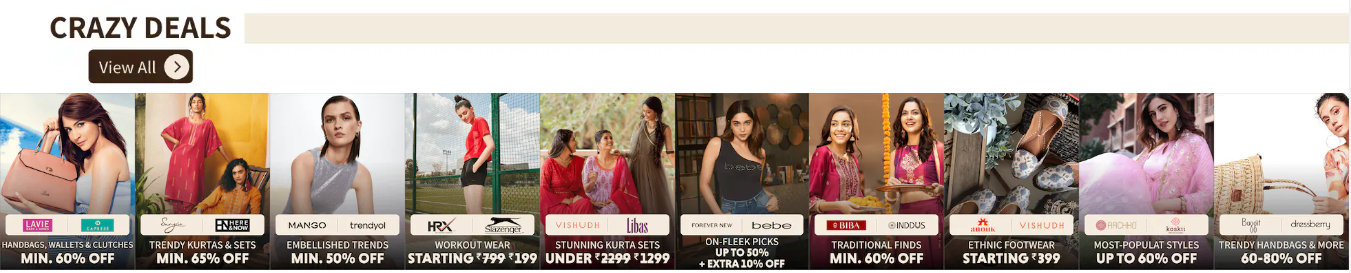 CRAZY DEALS
View All
LAVIE CAPRESE
HANDBAGS, WALLETS & CLUTCHES
MIN. 60% OFF
HERE & NOW
TRENDY KURTAS & SETS
MIN. 65% OFF
MANGO trendyol
EMBELLISHED TRENDS
MIN. 50% OFF
HRX Slazenger
WORKOUT WEAR
STARTING ₹799 ₹199
VISHUDH Libas
STUNNING KURTA SETS
UNDER ₹2299 ₹1299
bebe
FOREVER NEW bebe
ON-FLEEK PICKS
UP TO 50%
+ EXTRA 10% OFF
BIBA INDDUS
TRADITIONAL FINDS
MIN. 60% OFF
anouk VISHUDH
ETHNIC FOOTWEAR
STARTING ₹399
koskii
MOST-POPULAT STYLES
UP TO 60% OFF
Baggit dressberry
TRENDY HANDBAGS & MORE
60-80% OFF